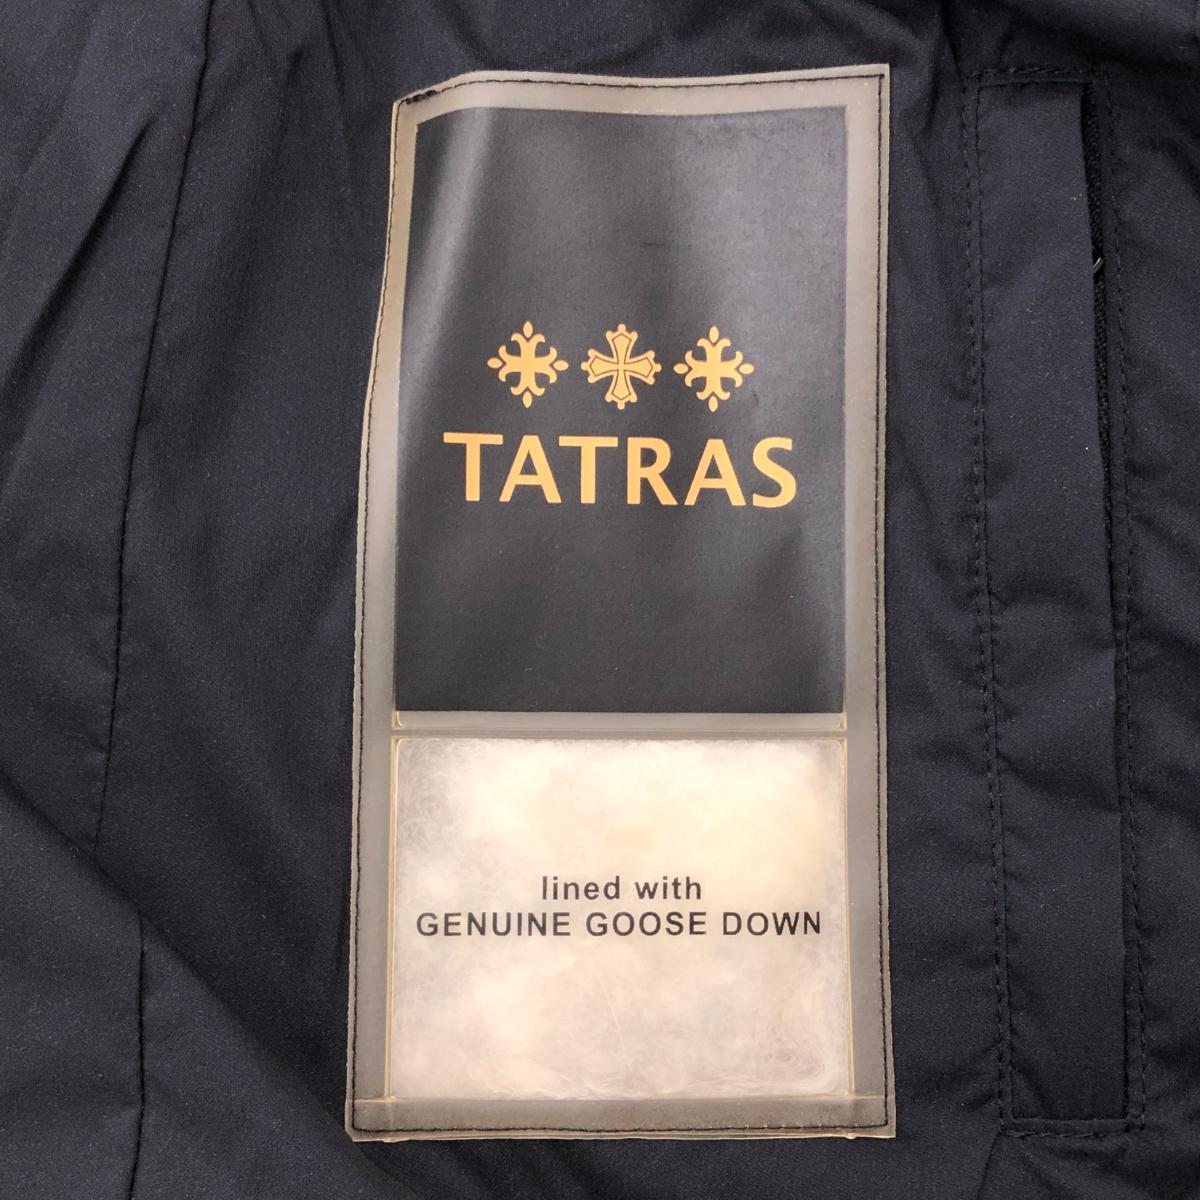 TATRAS
lined with
GENUINE GOOSE DOWN